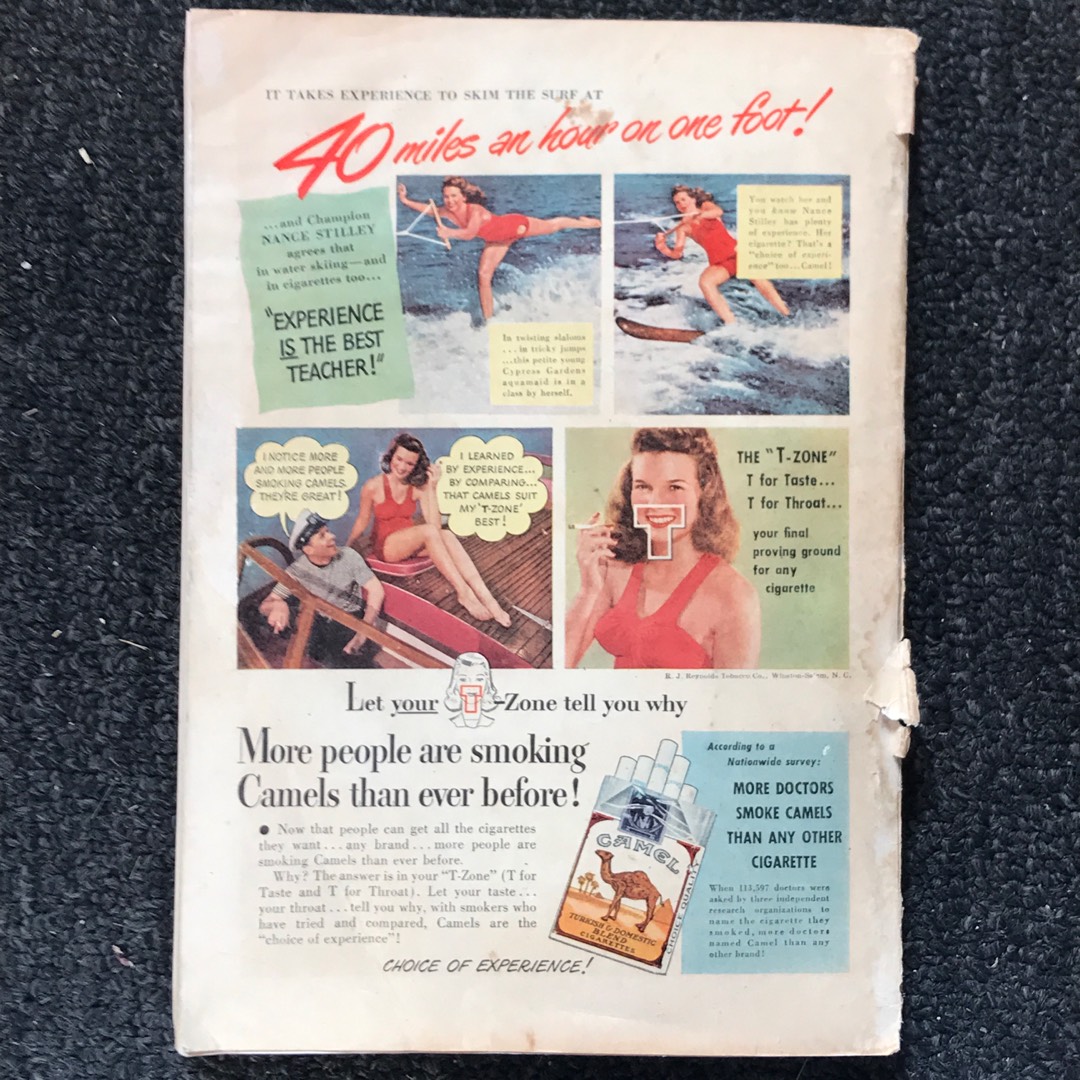 IT TAKES EXPERIENCE TO SKIM THE SURF AT
40 miles an hour on one foot!
...and Champion
NANCE STILLEY
agrees that
in water skiing—and
in cigarettes too...
"EXPERIENCE
IS THE BEST
TEACHER!"
In twisting slaloms
...in tricky jumps
...this petite young
Cypress Gardens
aquamaid is in a
class by herself.
You watch her and
you know Nance
Stilley has plenty
of experience. Her
cigarette? That's a
"choice of experi-
ence" too...Camel!
I NOTICE MORE
AND MORE PEOPLE
SMOKING CAMELS.
THEY'RE GREAT!
I LEARNED
BY EXPERIENCE...
BY COMPARING...
THAT CAMELS SUIT
MY 'T-ZONE'
BEST!
THE "T-ZONE"
T for Taste...
T for Throat...
your final
proving ground
for any
cigarette
T
R. J. Reynolds Tobacco Co., Winston-Salem, N. C.
Let your T-Zone tell you why
More people are smoking
Camels than ever before!
● Now that people can get all the cigarettes
they want...any brand...more people are
smoking Camels than ever before.
Why? The answer is in your "T-Zone" (T for
Taste and T for Throat). Let your taste...
your throat...tell you why, with smokers who
have tried and compared, Camels are the
"choice of experience"!
CHOICE OF EXPERIENCE!
CAMEL
TURKISH & DOMESTIC
BLEND
CIGARETTES
CHOICE QUALITY
According to a
Nationwide survey:
MORE DOCTORS
SMOKE CAMELS
THAN ANY OTHER
CIGARETTE
When 113,597 doctors were
asked by three independent
research organizations to
name the cigarette they
smoked, more doctors
named Camel than any
other brand!